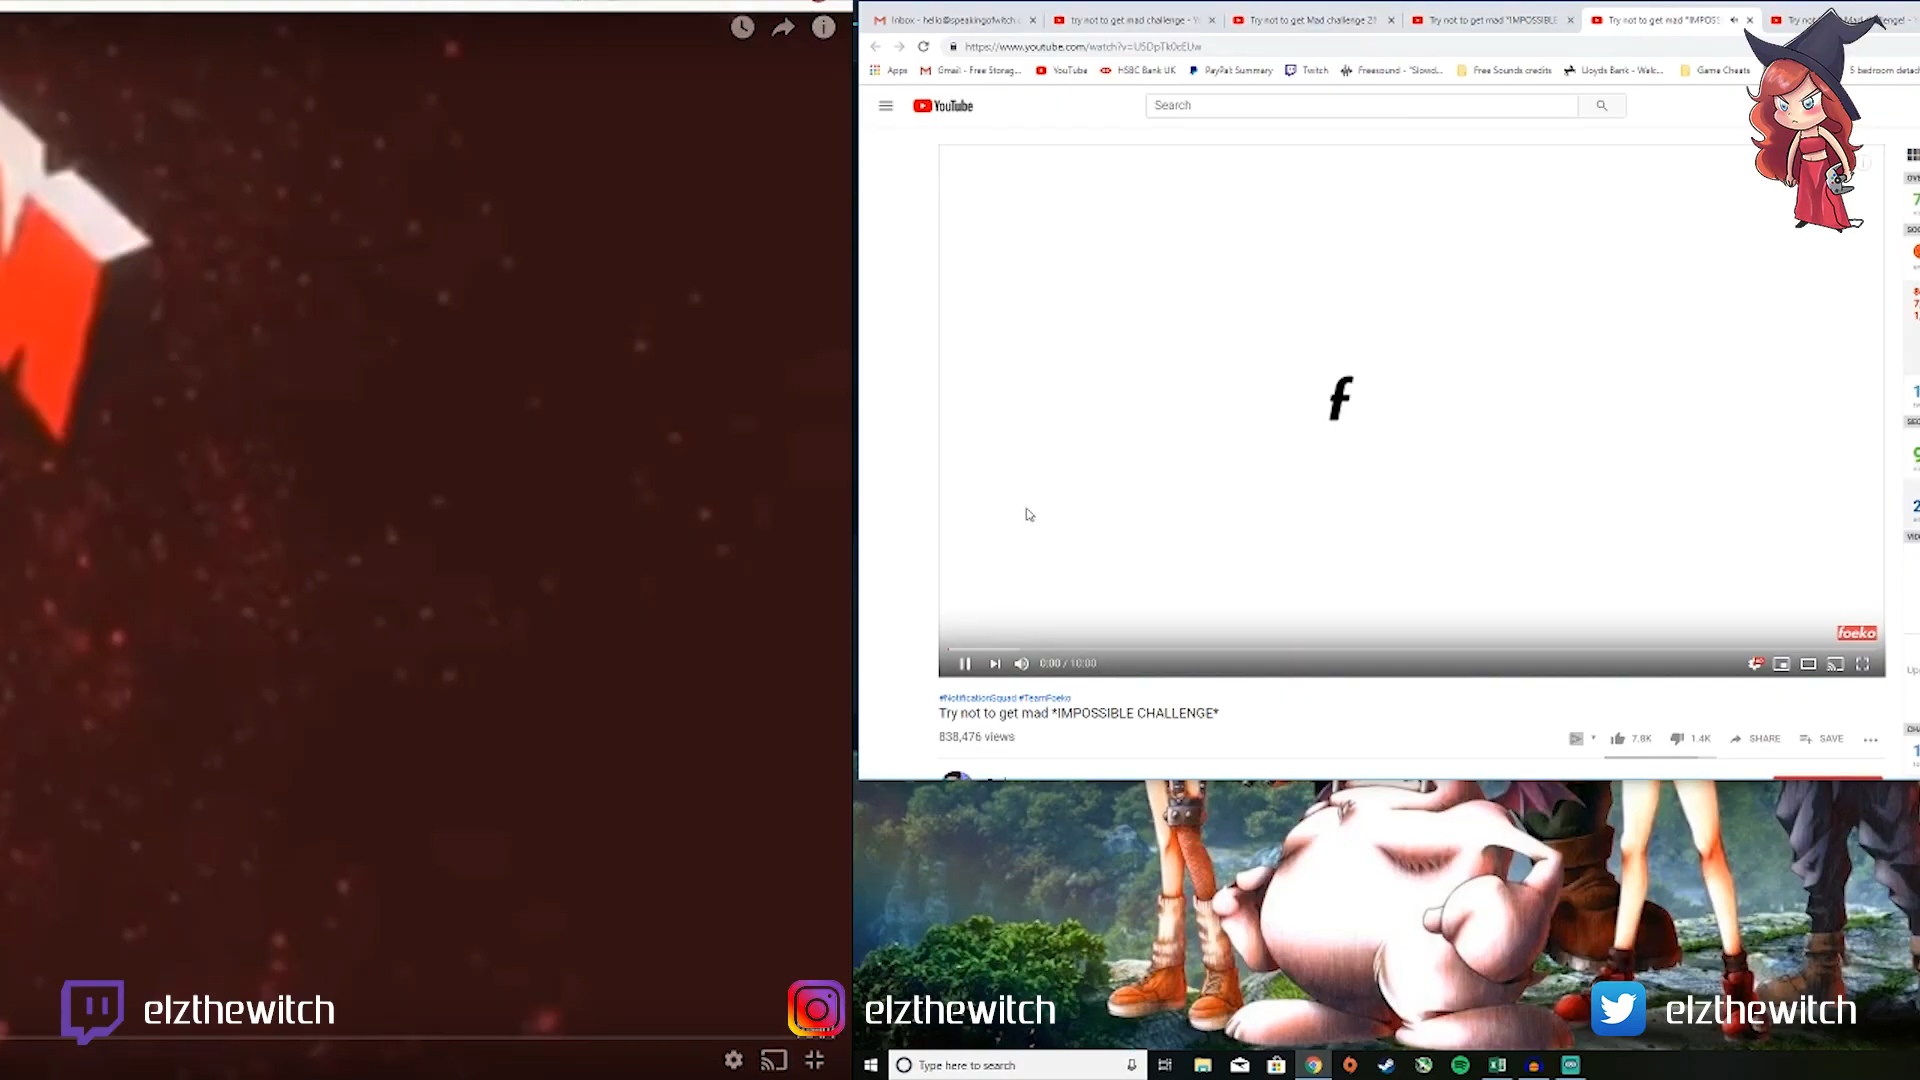 Inbox - hello@speakingofwitch.c
try not to get mad challenge - Yo
Try not to get Mad challenge 2!!
Try not to get mad *IMPOSSIBLE
Try not to get mad *IMPOSS
https://www.youtube.com/watch?v=USDpTk0cEUw
Apps
Gmail - Free Storag...
YouTube
HSBC Bank UK
PayPal: Summary
Twitch
Freesound - "Slowd...
Free Sounds credits
Lloyds Bank - Welc...
Game Cheats
5 bedroom detac
YouTube
Search
f
foeko
0:00 / 10:00
#NotificationSquad #TeamFoeko
Try not to get mad *IMPOSSIBLE CHALLENGE*
838,476 views
7.8K
1.4K
SHARE
SAVE
elzthewitch
elzthewitch
elzthewitch
Type here to search